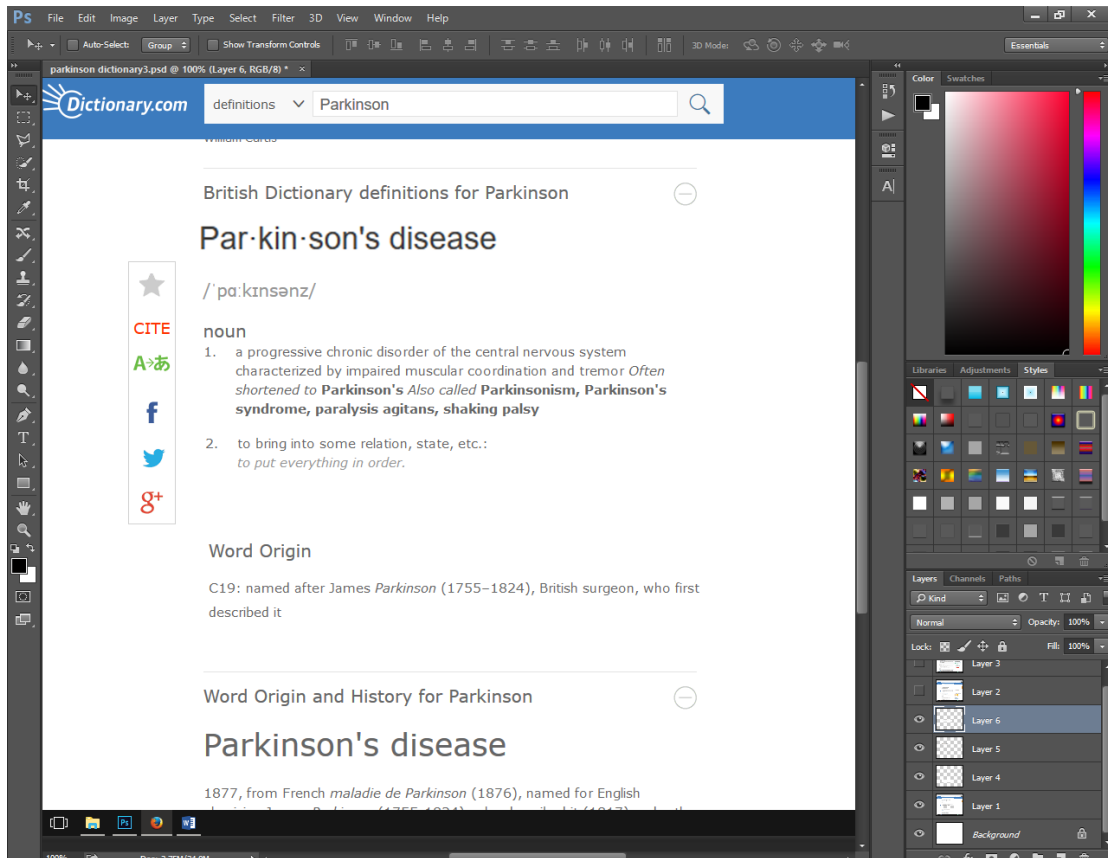 Ps File Edit Image Layer Type Select Filter 3D View Window Help
Auto-Select: Group Show Transform Controls 3D Mode: Essentials
parkinson dictionary3.psd @ 100% (Layer 6, RGB/8) * ×
Dictionary.com definitions Parkinson
William Curtis
British Dictionary definitions for Parkinson
Par·kin·son's disease
/ˈpɑːkɪnsənz/
CITE
A→あ
f
g+
noun
1. a progressive chronic disorder of the central nervous system
characterized by impaired muscular coordination and tremor Often
shortened to Parkinson's Also called Parkinsonism, Parkinson's
syndrome, paralysis agitans, shaking palsy
2. to bring into some relation, state, etc.:
to put everything in order.
Word Origin
C19: named after James Parkinson (1755–1824), British surgeon, who first
described it
Word Origin and History for Parkinson
Parkinson's disease
1877, from French maladie de Parkinson (1876), named for English
Ps W
100%
T
A|
Color Swatches
Libraries Adjustments Styles
Layers Channels Paths
Kind T
Normal Opacity: 100%
Lock: Fill: 100%
Layer 3
Layer 2
Layer 6
Layer 5
Layer 4
Layer 1
Background
fx